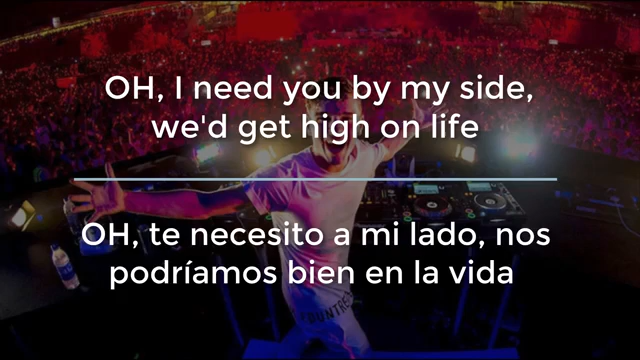 OH, I need you by my side,
we'd get high on life
OH, te necesito a mi lado, nos
podríamos bien en la vida